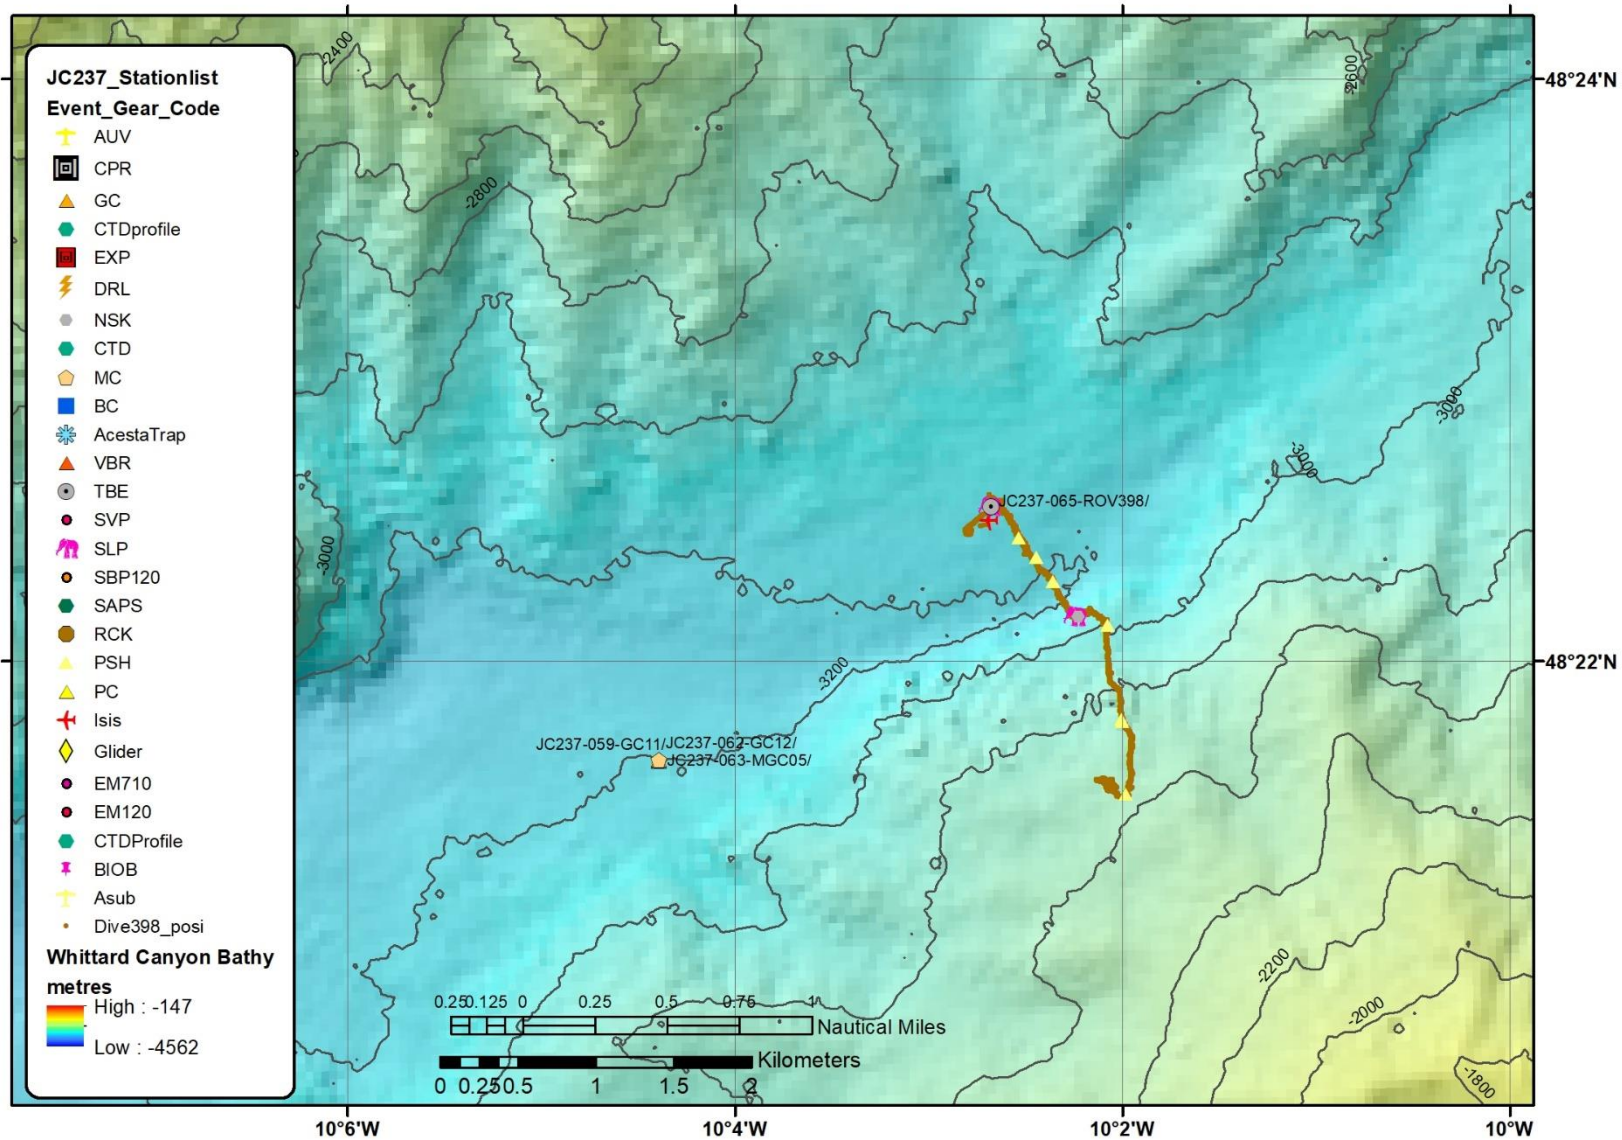 JC237_Stationlist
Event_Gear_Code
AUV
CPR
GC
CTDprofile
EXP
DRL
NSK
CTD
MC
BC
AcestaTrap
VBR
TBE
SVP
SLP
SBP120
SAPS
RCK
PSH
PC
Isis
Glider
EM710
EM120
CTDProfile
BIOB
Asub
Dive398_posi
Whittard Canyon Bathy
metres
High : -147
Low : -4562
-2400
-2600
48°24'N
-2800
-3000
-3000
JC237-065-ROV398/
-3000
48°22'N
-3200
JC237-059-GC11/JC237-062-GC12/
JC237-063-MGC05/
-2200
-2000
-1800
0.25 0.125 0 0.25 0.5 0.75 1
Nautical Miles
Kilometers
0 0.25 0.5 1 1.5 2
10°6'W 10°4'W 10°2'W 10°W